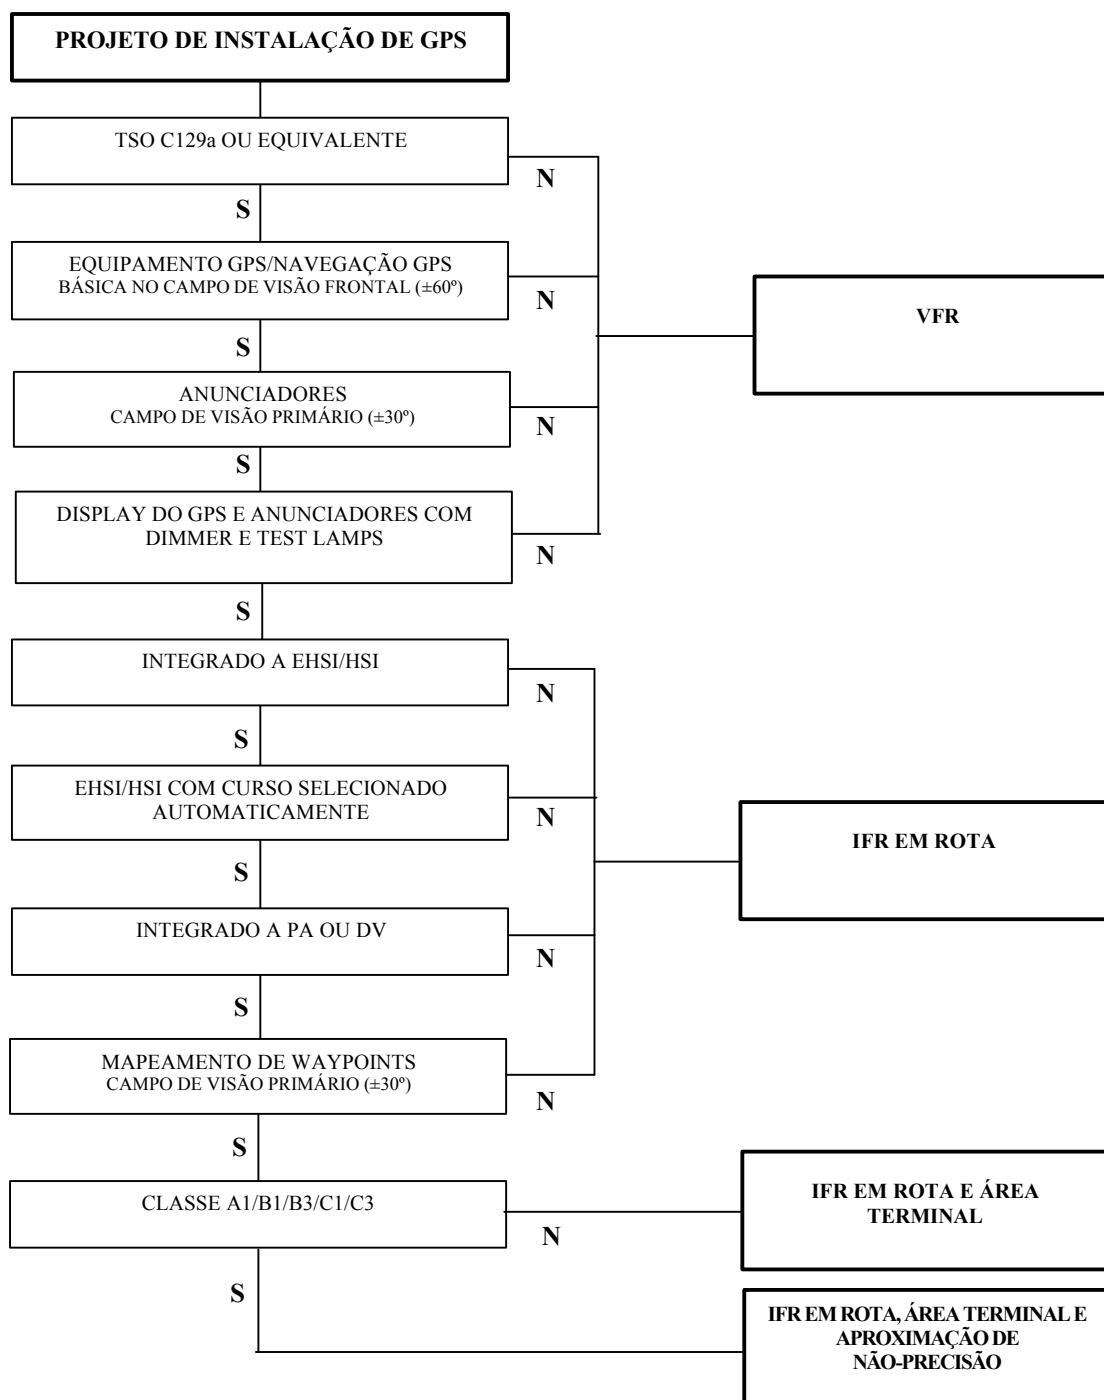 PROJETO DE INSTALAÇÃO DE GPS
TSO C129a OU EQUIVALENTE
N
S
EQUIPAMENTO GPS/NAVEGAÇÃO GPS
BÁSICA NO CAMPO DE VISÃO FRONTAL (±60º)
N
VFR
S
ANUNCIADORES
CAMPO DE VISÃO PRIMÁRIO (±30º)
N
S
DISPLAY DO GPS E ANUNCIADORES COM
DIMMER E TEST LAMPS
N
S
INTEGRADO A EHSI/HSI
N
S
EHSI/HSI COM CURSO SELECIONADO
AUTOMATICAMENTE
N
IFR EM ROTA
S
INTEGRADO A PA OU DV
N
S
MAPEAMENTO DE WAYPOINTS
CAMPO DE VISÃO PRIMÁRIO (±30º)
N
S
CLASSE A1/B1/B3/C1/C3
N
IFR EM ROTA E ÁREA
TERMINAL
S
IFR EM ROTA, ÁREA TERMINAL E
APROXIMAÇÃO DE
NÃO-PRECISÃO